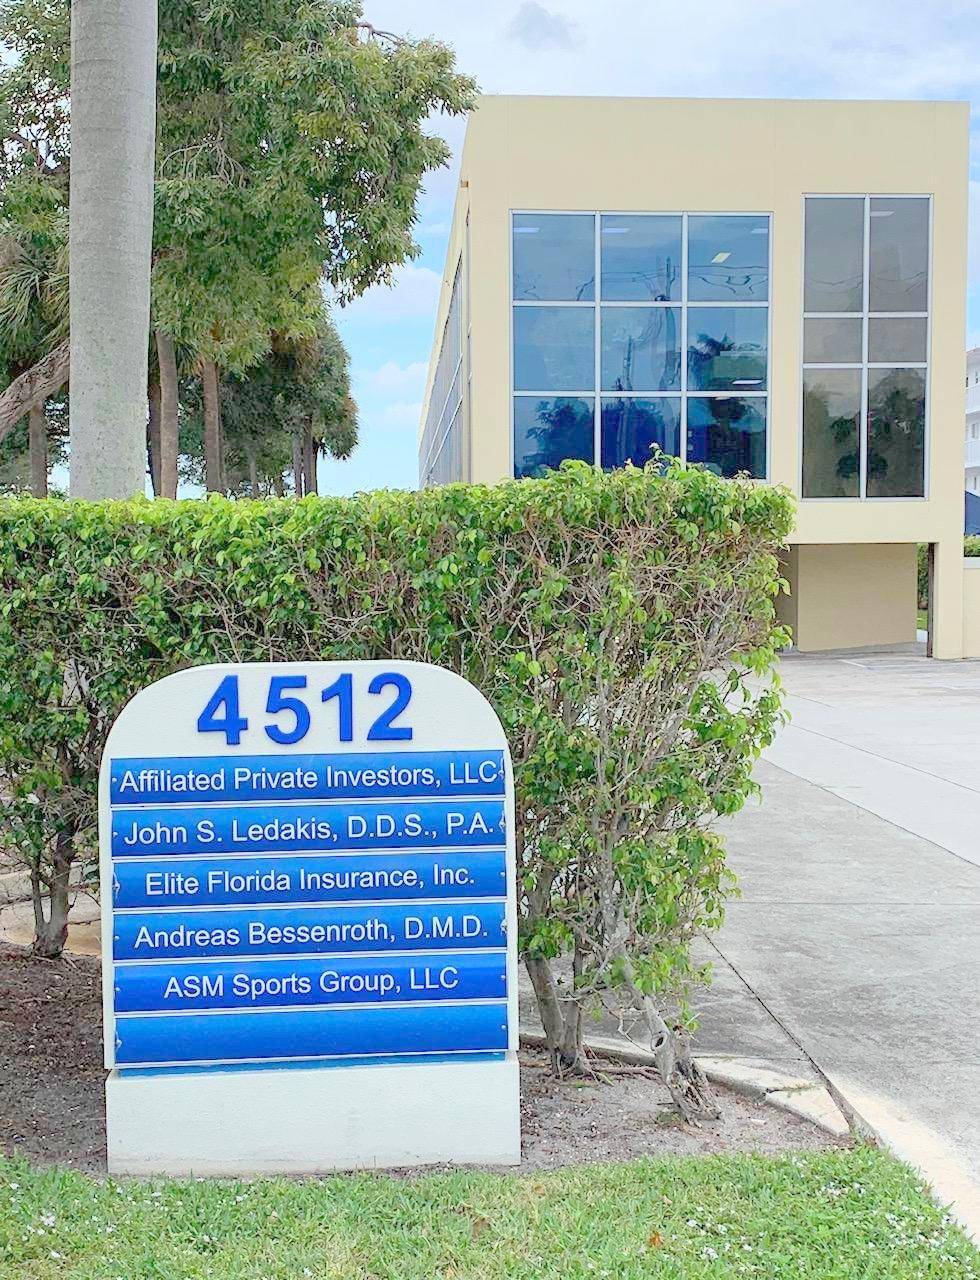 4512
Affiliated Private Investors, LLC
John S. Ledakis, D.D.S., P.A.
Elite Florida Insurance, Inc.
Andreas Bessenroth, D.M.D.
ASM Sports Group, LLC